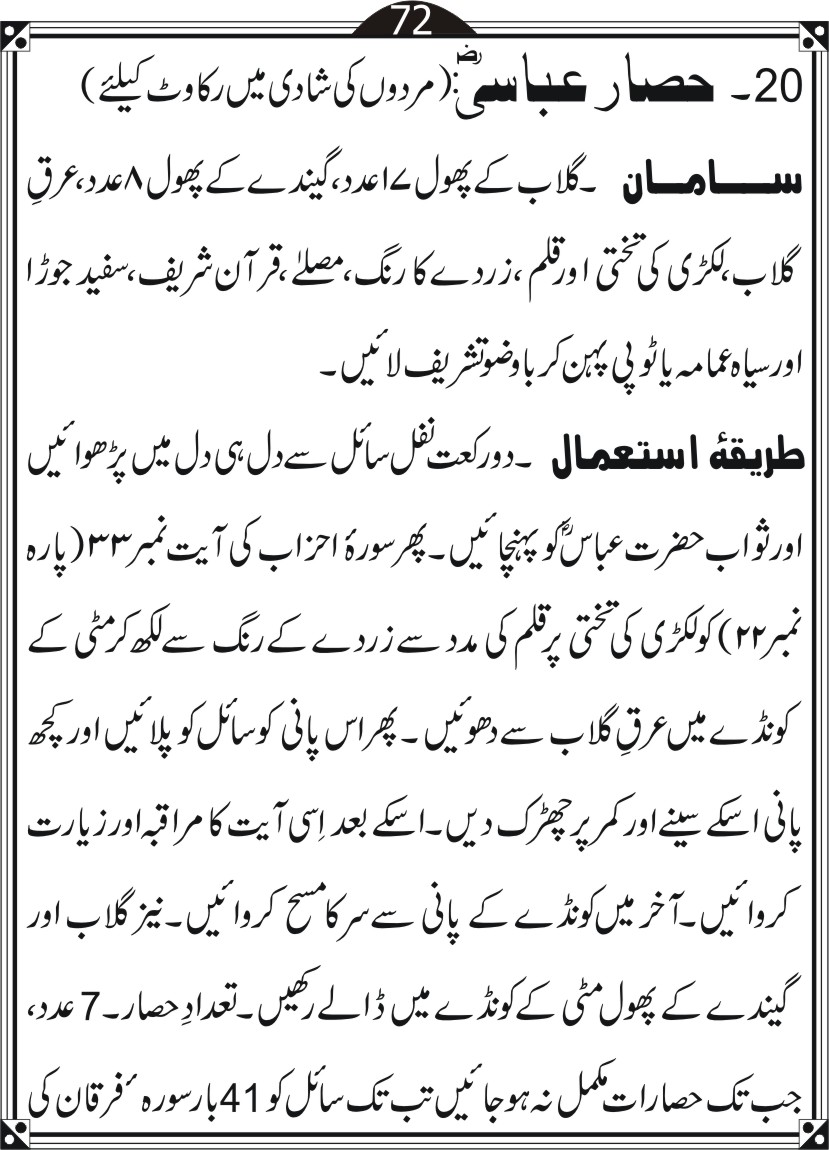 72
20۔ حصار عباسیؓ:(مردوں کی شادی میں رکاوٹ کیلئے)
سامان ۔گلاب کے پھول ۱۷عدد، گیندے کے پھول ۸عدد،عرقِ
گلاب،لکڑی کی تختی اور قلم ،زردے کا رنگ،مصلےٰ،قرآن شریف،سفید جوڑا
اور سیاہ عمامہ یا ٹوپی پہن کر باوضو تشریف لائیں۔
طریقۂ استعمال ۔دو رکعت نفل سائل سے دل ہی دل میں پڑھوائیں
اور ثواب حضرت عباسؓ کو پہنچائیں۔پھر سورۂ احزاب کی آیت نمبر ۳۳(پارہ
نمبر ۲۲)کو لکڑی کی تختی پر قلم کی مدد سے زردے کے رنگ سے لکھ کر مٹی کے
کونڈے میں عرقِ گلاب سے دھوئیں ۔پھر اس پانی کو سائل کو پلائیں اور کچھ
پانی اسکے سینے اور کمر پر چھڑک دیں۔اسکے بعد اِسی آیت کا مراقبہ اور زیارت
کروائیں۔آخر میں کونڈے کے پانی سے سر کا مسح کروائیں۔نیز گلاب اور
گیندے کے پھول مٹی کے کونڈے میں ڈالے رکھیں۔تعدادِ حصار۔7 عدد،
جب تک حصارات مکمل نہ ہو جائیں تب تک سائل کو 41 بار سورہ ٔ فرقان کی